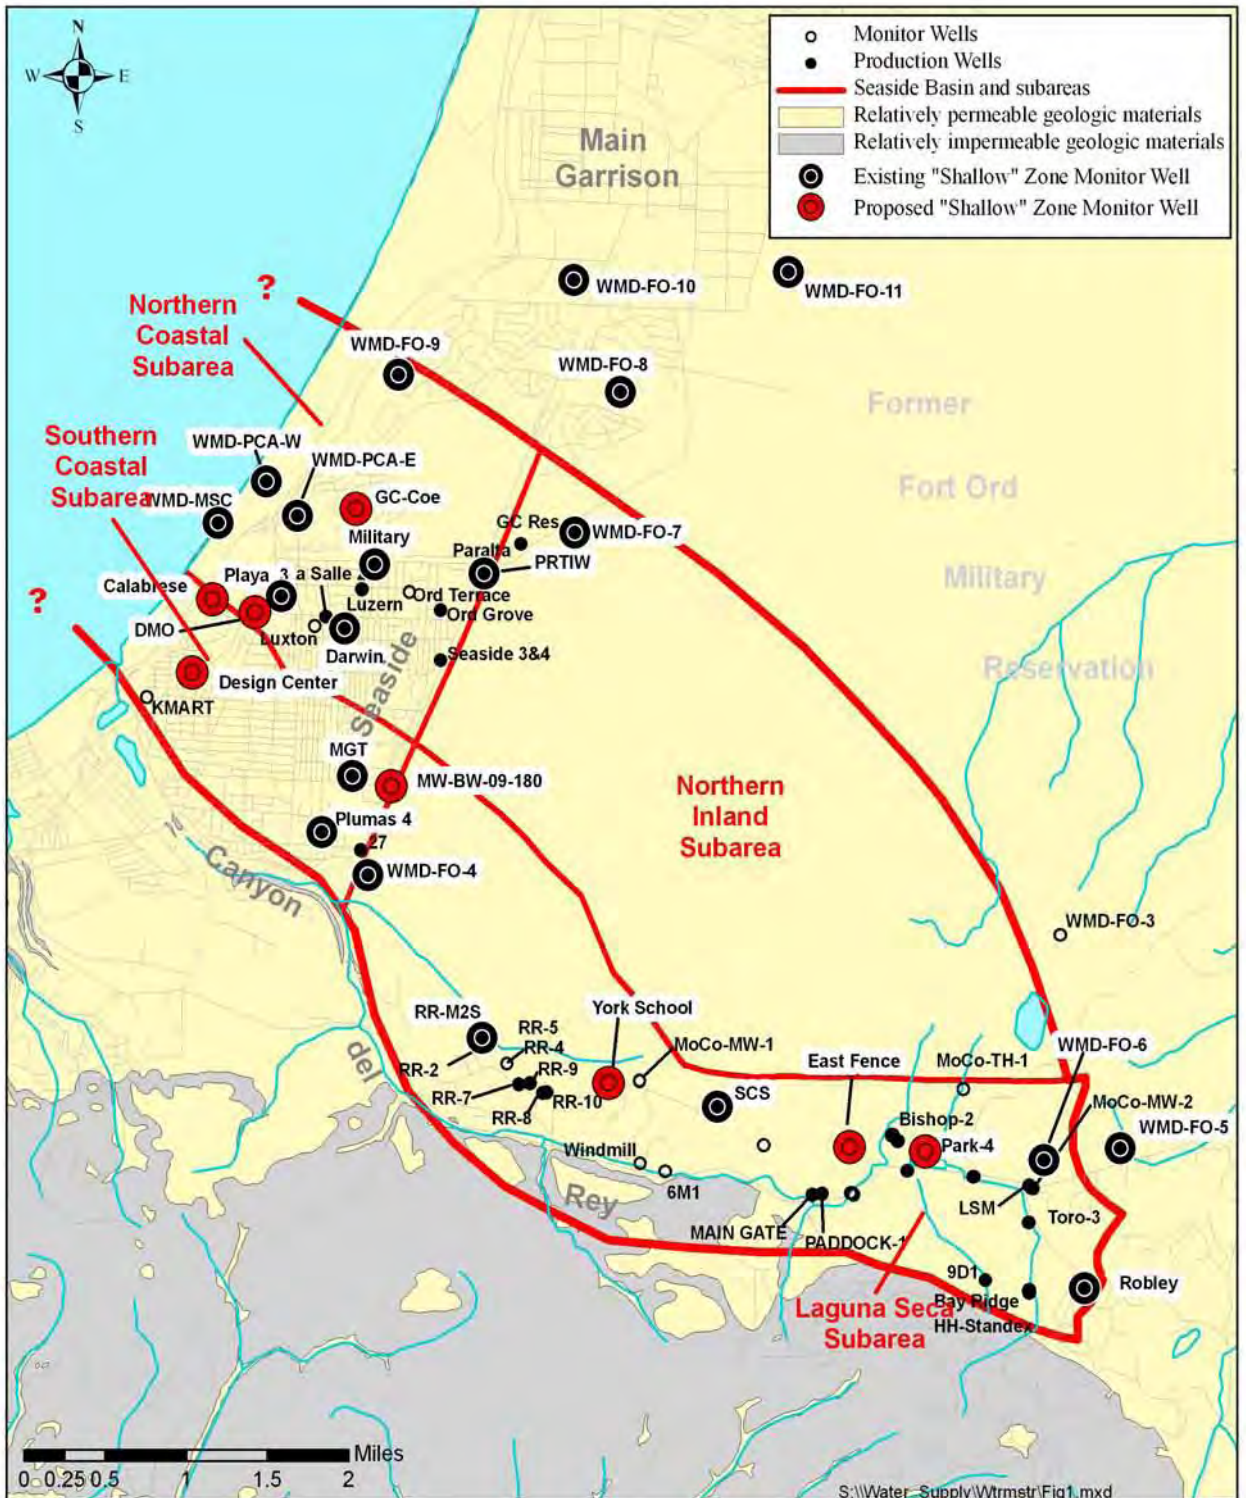 N
W E
S
Monitor Wells
Production Wells
Seaside Basin and subareas
Relatively permeable geologic materials
Relatively impermeable geologic materials
Existing "Shallow" Zone Monitor Well
Proposed "Shallow" Zone Monitor Well
Main
Garrison
WMD-FO-10
WMD-FO-11
?
Northern
Coastal
Subarea
WMD-FO-9
WMD-FO-8
Former
Fort Ord
Military
Reservation
Southern
Coastal
Subarea
WMD-PCA-W
WMD-PCA-E
WMD-MSC
GC-Coe
Military
GC Res
WMD-FO-7
Paralta
PRTIW
Calabrese
Playa 3
a Salle
Luzern
Ord Terrace
Ord Grove
?
DMO
Luxton
Darwin
Seaside 3&4
Seaside
Design Center
KMART
MGT
MW-BW-09-180
Northern
Inland
Subarea
Plumas 4
27
WMD-FO-4
Canyon
del
Rey
WMD-FO-3
RR-M2S
RR-5
RR-4
York School
RR-2
RR-9
MoCo-MW-1
East Fence
MoCo-TH-1
WMD-FO-6
RR-7
RR-10
RR-8
SCS
MoCo-MW-2
Bishop-2
WMD-FO-5
Park-4
Windmill
6M1
LSM
Toro-3
MAIN GATE
PADDOCK-1
9D1
Robley
Bay Ridge
HH-Standex
Laguna Seca
Subarea
Miles
0 0.25 0.5 1 1.5 2
S:\\Water_Supply\Wtrmstr\Fig1.mxd